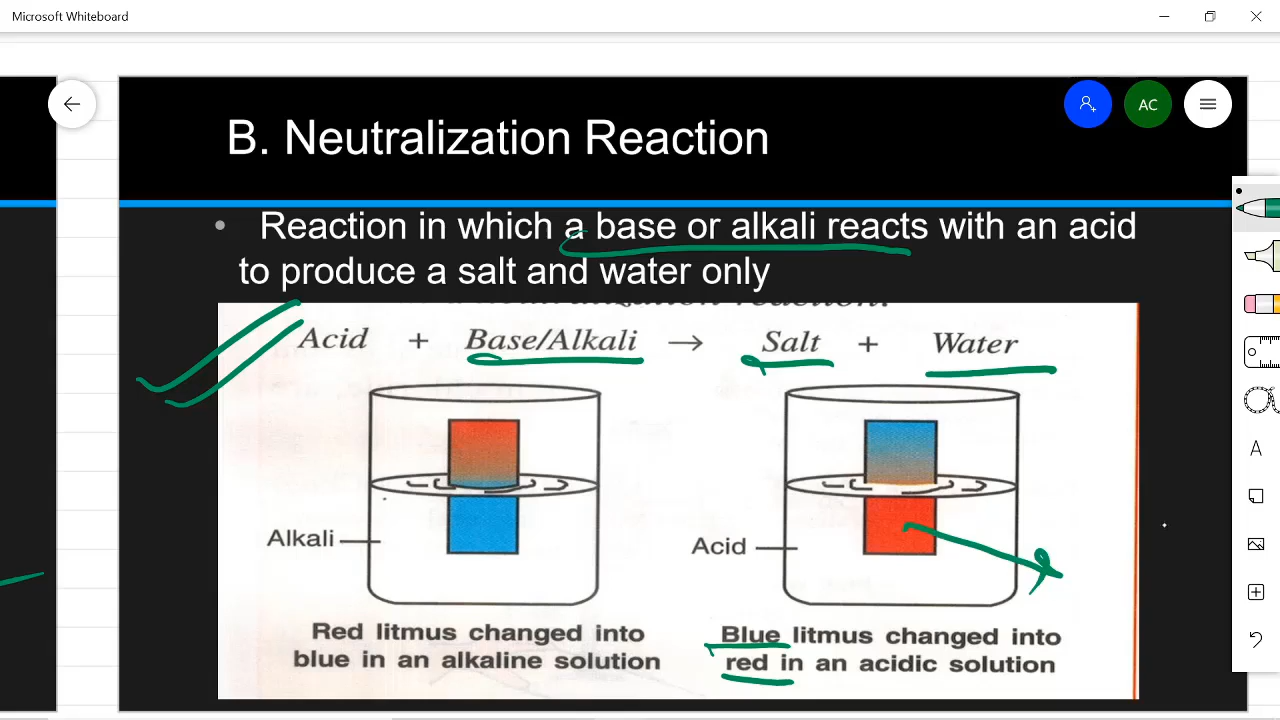 Microsoft Whiteboard
AC
B. Neutralization Reaction
• Reaction in which a base or alkali reacts with an acid
to produce a salt and water only
reaction.
Acid + Base/Alkali → Salt + Water
Alkali
Acid
Red litmus changed into
blue in an alkaline solution
Blue litmus changed into
red in an acidic solution
A